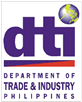 dti
DEPARTMENT OF
TRADE & INDUSTRY
PHILIPPINES